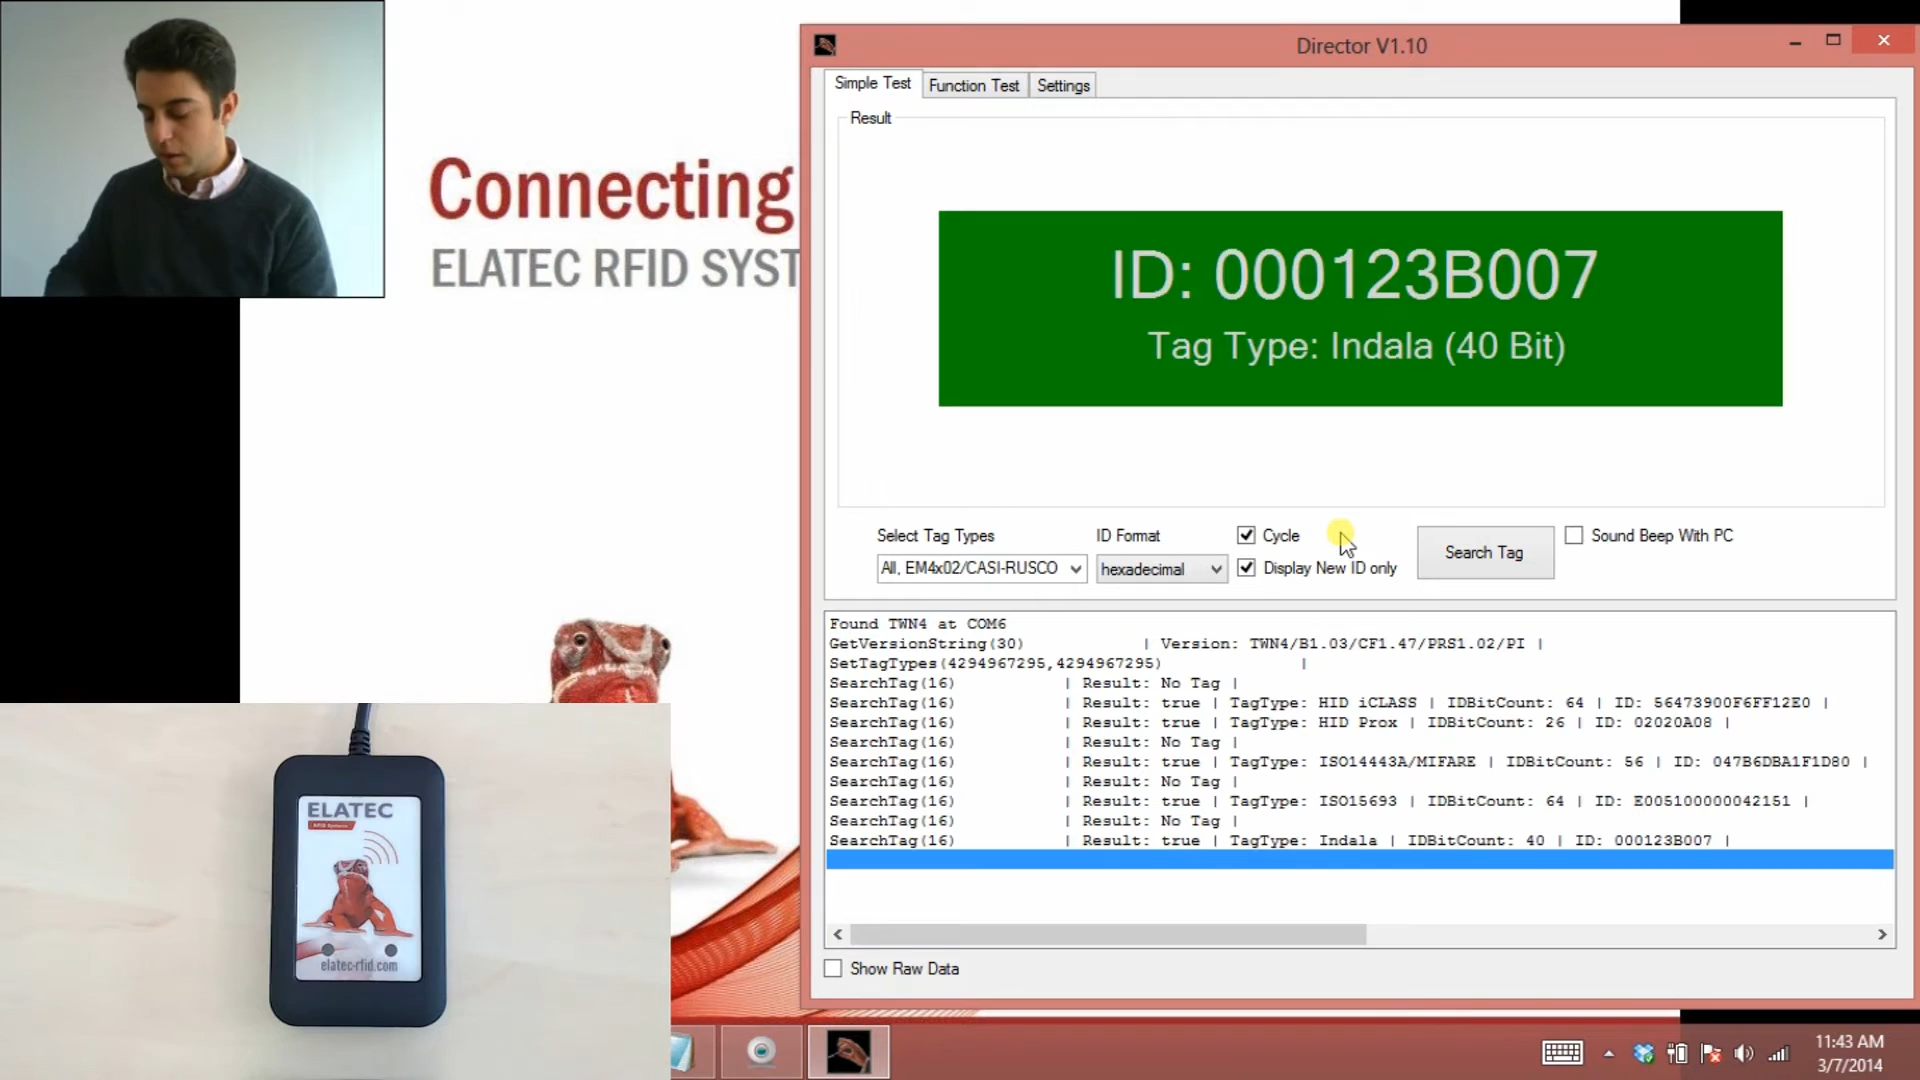 Connecting
ELATEC RFID SYST
Director V1.10
Simple Test
Function Test
Settings
Result
ID: 000123B007
Tag Type: Indala (40 Bit)
Select Tag Types
ID Format
Cycle
Search Tag
Sound Beep With PC
All, EM4x02/CASI-RUSCO
hexadecimal
Display New ID only
Found TWN4 at COM6
GetVersionString(30) | Version: TWN4/B1.03/CF1.47/PRS1.02/PI |
SetTagTypes(4294967295,4294967295) |
SearchTag(16) | Result: No Tag |
SearchTag(16) | Result: true | TagType: HID iCLASS | IDBitCount: 64 | ID: 56473900F6FF12E0 |
SearchTag(16) | Result: true | TagType: HID Prox | IDBitCount: 26 | ID: 02020A08 |
SearchTag(16) | Result: No Tag |
SearchTag(16) | Result: true | TagType: ISO14443A/MIFARE | IDBitCount: 56 | ID: 047B6DBA1F1D80 |
SearchTag(16) | Result: No Tag |
SearchTag(16) | Result: true | TagType: ISO15693 | IDBitCount: 64 | ID: E005100000042151 |
SearchTag(16) | Result: No Tag |
SearchTag(16) | Result: true | TagType: Indala | IDBitCount: 40 | ID: 000123B007 |
Show Raw Data
ELATEC
RFID Systems
elatec-rfid.com
11:43 AM
3/7/2014